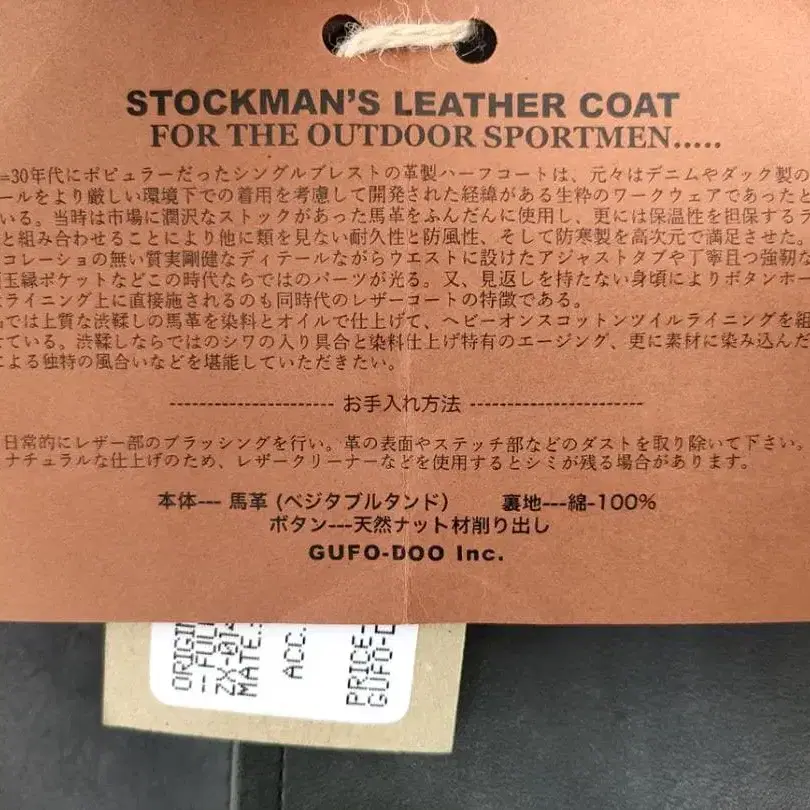 STOCKMAN'S LEATHER COAT
FOR THE OUTDOOR SPORTMEN.....
=30年代にポピュラーだったシングルブレストの革製ハーフコートは、元々はデニムやダック製の
ールをより厳しい環境下での着用を考慮して開発された経緯がある生粋のワークウェアであったと
いる。当時は市場に潤沢なストックがあった馬革をふんだんに使用し、更には保温性を担保する
と組み合わせることにより他に類を見ない耐久性と防風性、そして防寒製を高次元で満足させた。
コレーショの無い質実剛健なディテールながらウエストに設けたアジャストタブや丁寧且つ強靭な
玉縁ポケットなどこの時代ならではのパーツが光る。又、見返しを持たない身頃によりボタンホー
ライニング上に直接施されるのも同時代のレザーコートの特徴である。
では上質な渋鞣しの馬革を染料とオイルで仕上げて、ヘビーオンスコットンツイルライニングを組
ている。渋鞣しならではのシワの入り具合と染料仕上げ特有のエージング、更に素材に染み込んだ
による独特の風合いなどを堪能していただきたい。
---------------------- お手入れ方法 -----------------------
日常的にレザー部のブラッシングを行い。革の表面やステッチ部などのダストを取り除いて下さい。
ナチュラルな仕上げのため、レザークリーナーなどを使用するとシミが残る場合があります。
本体--- 馬革 (ベジタブルタンド) 裏地---綿-100%
ボタン---天然ナット材削り出し
GUFO-DOO Inc.
ORIGIN
-- FULL
ZX-014
MATE.:
ACC.
PRICE-
GUFO-D